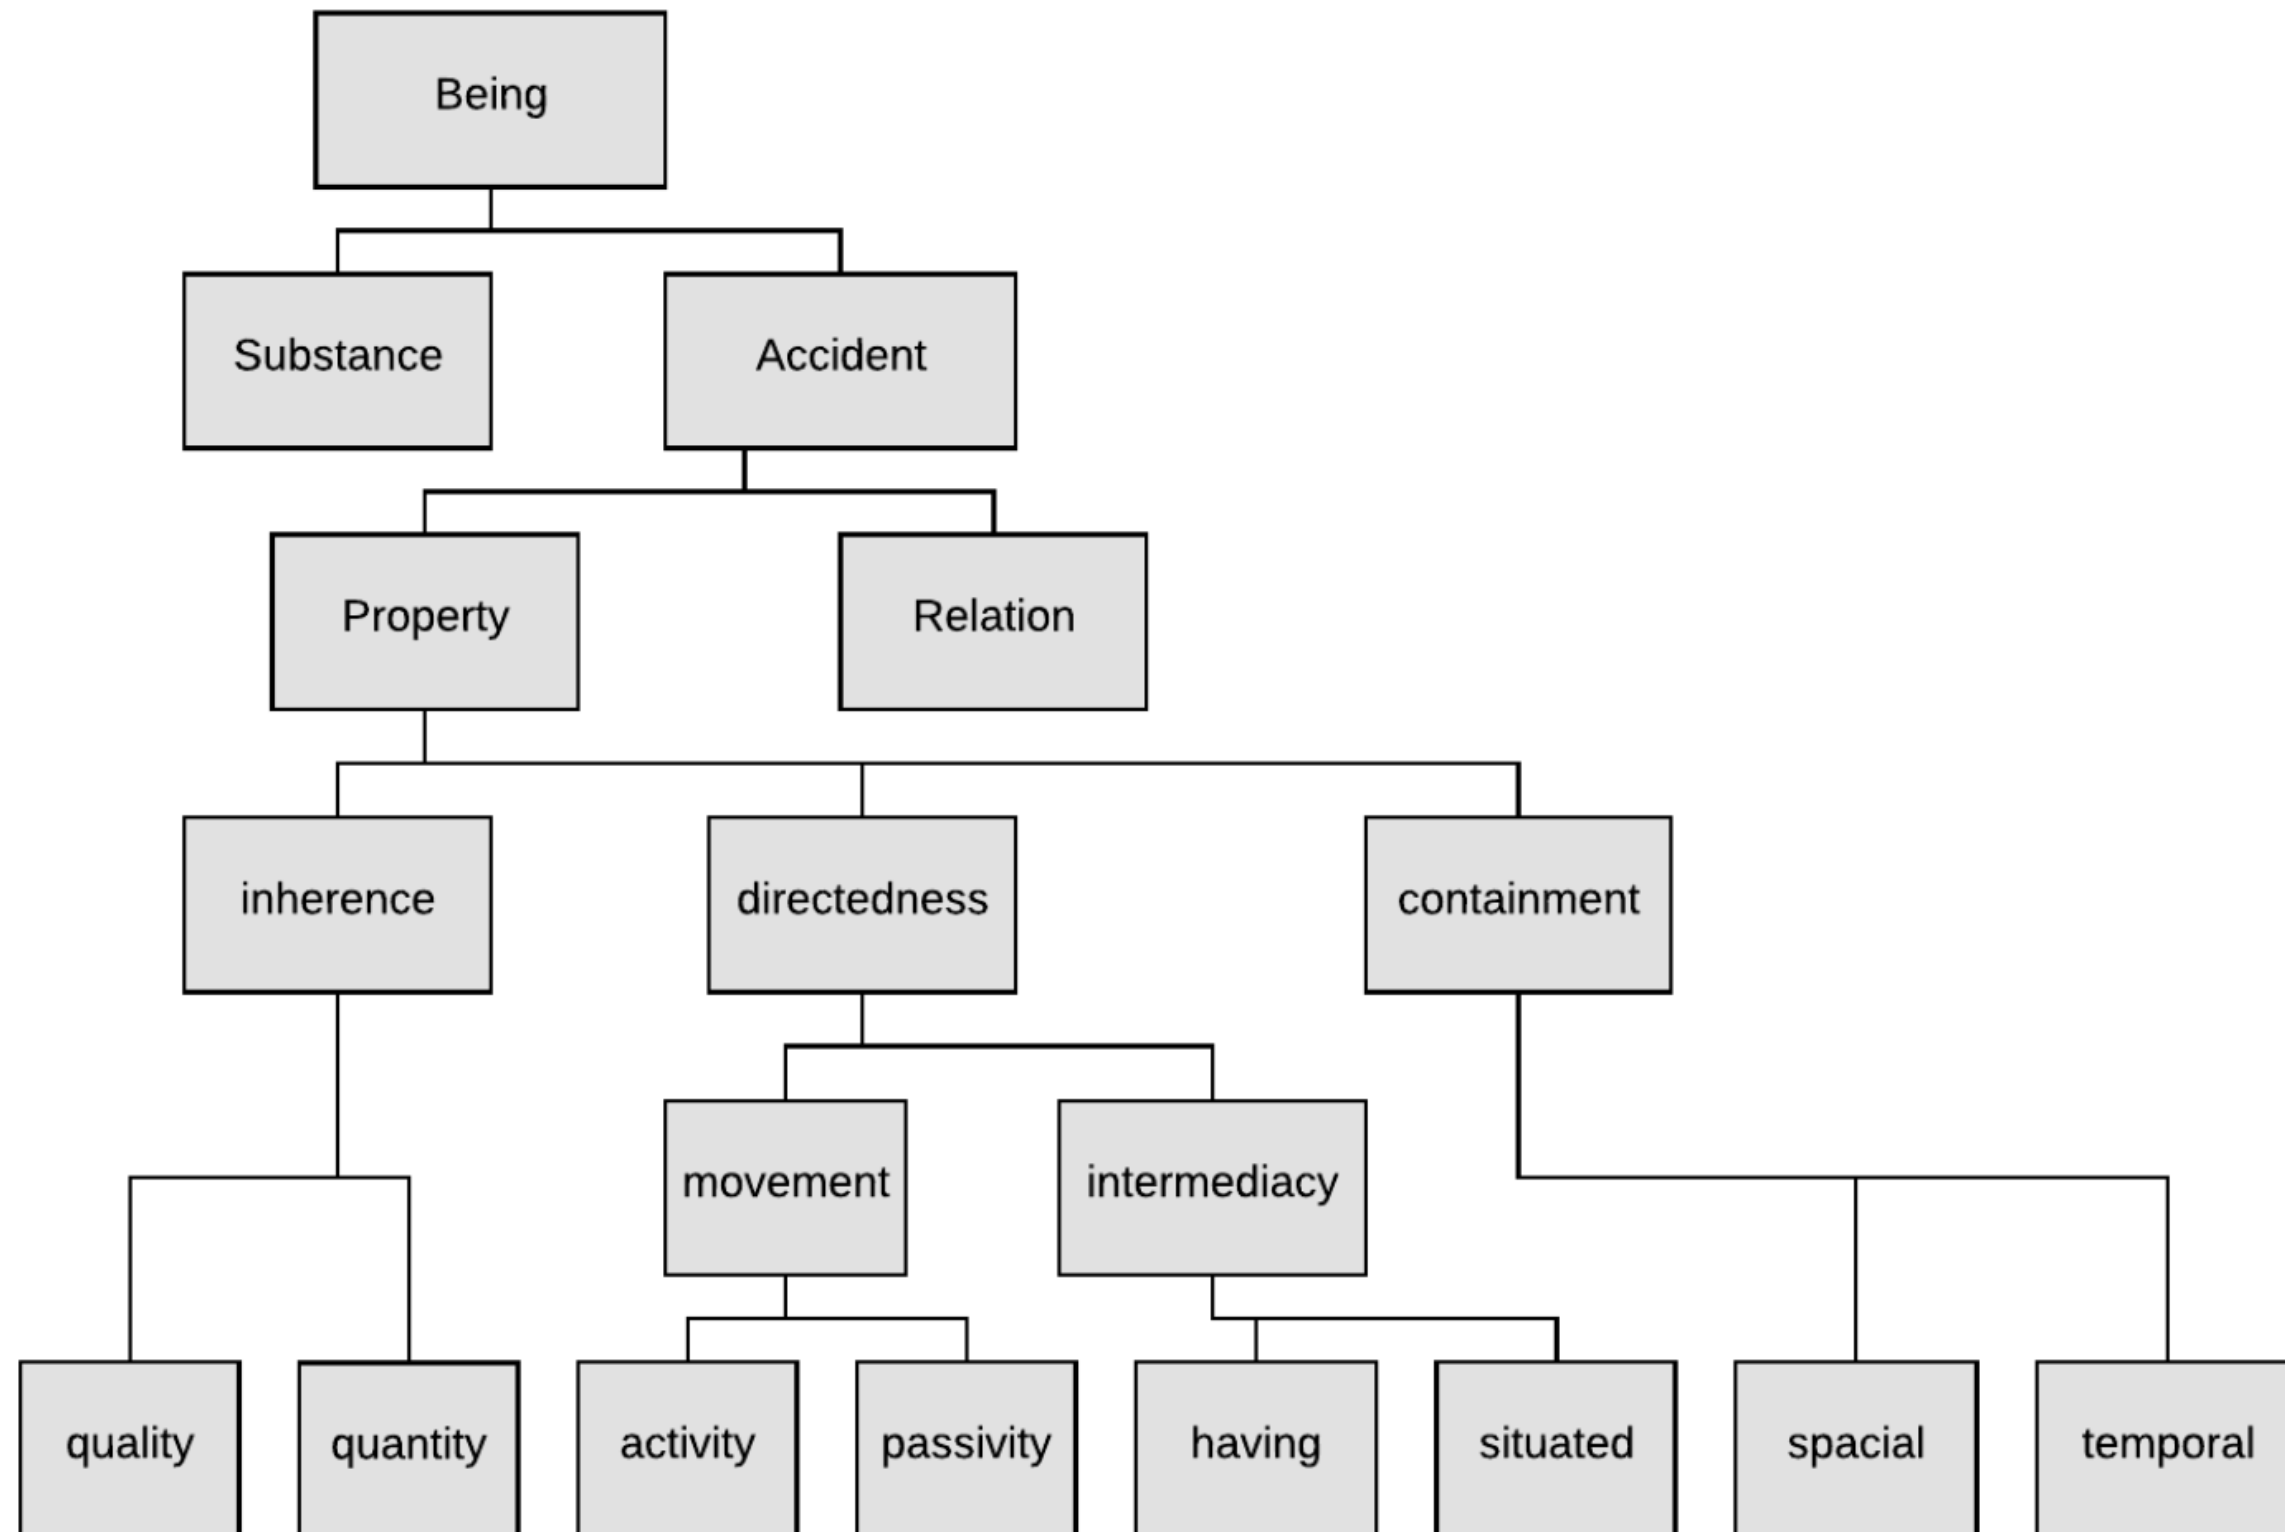 Being
Substance
Accident
Property
Relation
inherence
directedness
containment
movement
intermediacy
quality
quantity
activity
passivity
having
situated
spacial
temporal